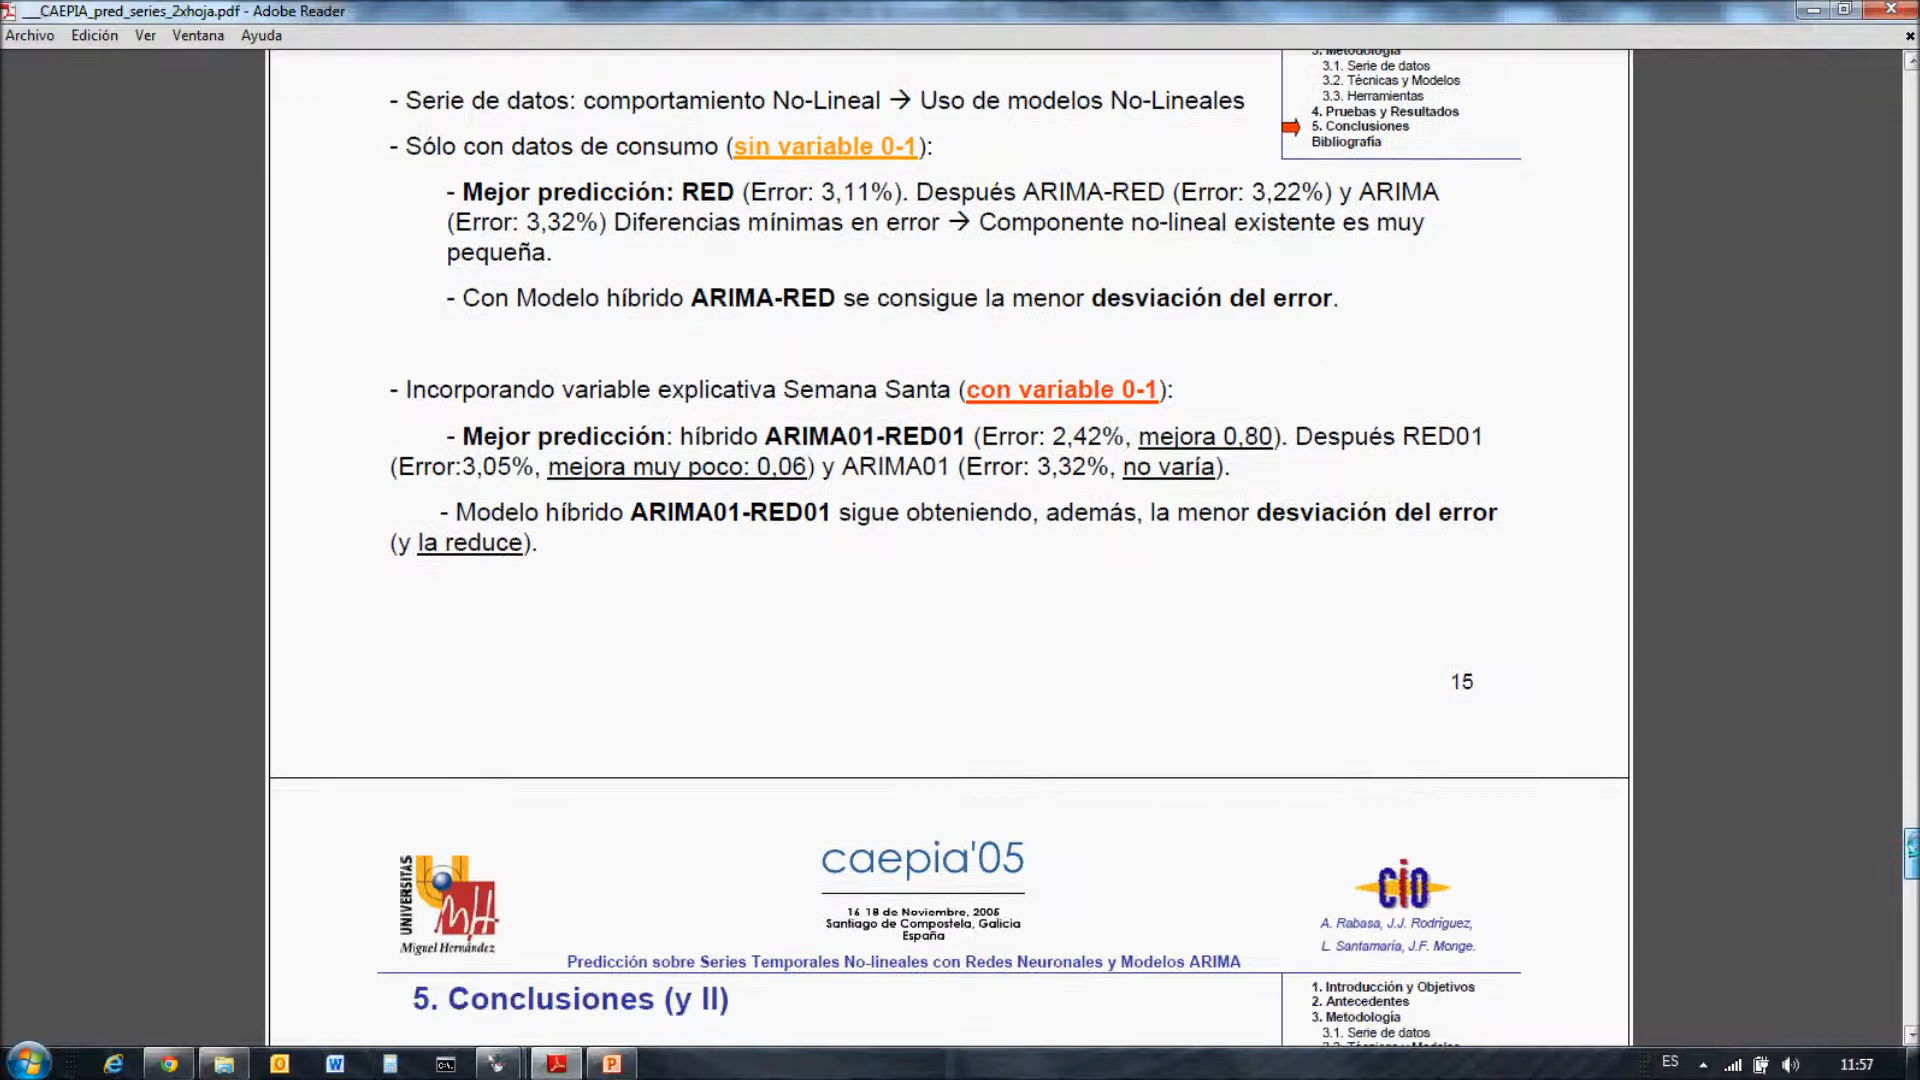 ___CAEPIA_pred_series_2xhoja.pdf - Adobe Reader
Archivo Edición Ver Ventana Ayuda
3. Metodología
3.1. Serie de datos
3.2. Técnicas y Modelos
3.3. Herramientas
4. Pruebas y Resultados
5. Conclusiones
Bibliografía
- Serie de datos: comportamiento No-Lineal → Uso de modelos No-Lineales
- Sólo con datos de consumo (sin variable 0-1):
- Mejor predicción: RED (Error: 3,11%). Después ARIMA-RED (Error: 3,22%) y ARIMA
(Error: 3,32%) Diferencias mínimas en error → Componente no-lineal existente es muy
pequeña.
- Con Modelo híbrido ARIMA-RED se consigue la menor desviación del error.
- Incorporando variable explicativa Semana Santa (con variable 0-1):
- Mejor predicción: híbrido ARIMA01-RED01 (Error: 2,42%, mejora 0,80). Después RED01
(Error:3,05%, mejora muy poco: 0,06) y ARIMA01 (Error: 3,32%, no varía).
- Modelo híbrido ARIMA01-RED01 sigue obteniendo, además, la menor desviación del error
(y la reduce).
15
UNIVERSITAS
Miguel Hernández
caepia'05
16 18 de Noviembre, 2005
Santiago de Compostela, Galicia
España
CIO
A. Rabasa, J.J. Rodríguez,
L. Santamaría, J.F. Monge.
Predicción sobre Series Temporales No-lineales con Redes Neuronales y Modelos ARIMA
5. Conclusiones (y II)
1. Introducción y Objetivos
2. Antecedentes
3. Metodología
3.1. Serie de datos
3.2. Técnicas y Modelos
ES
11:57